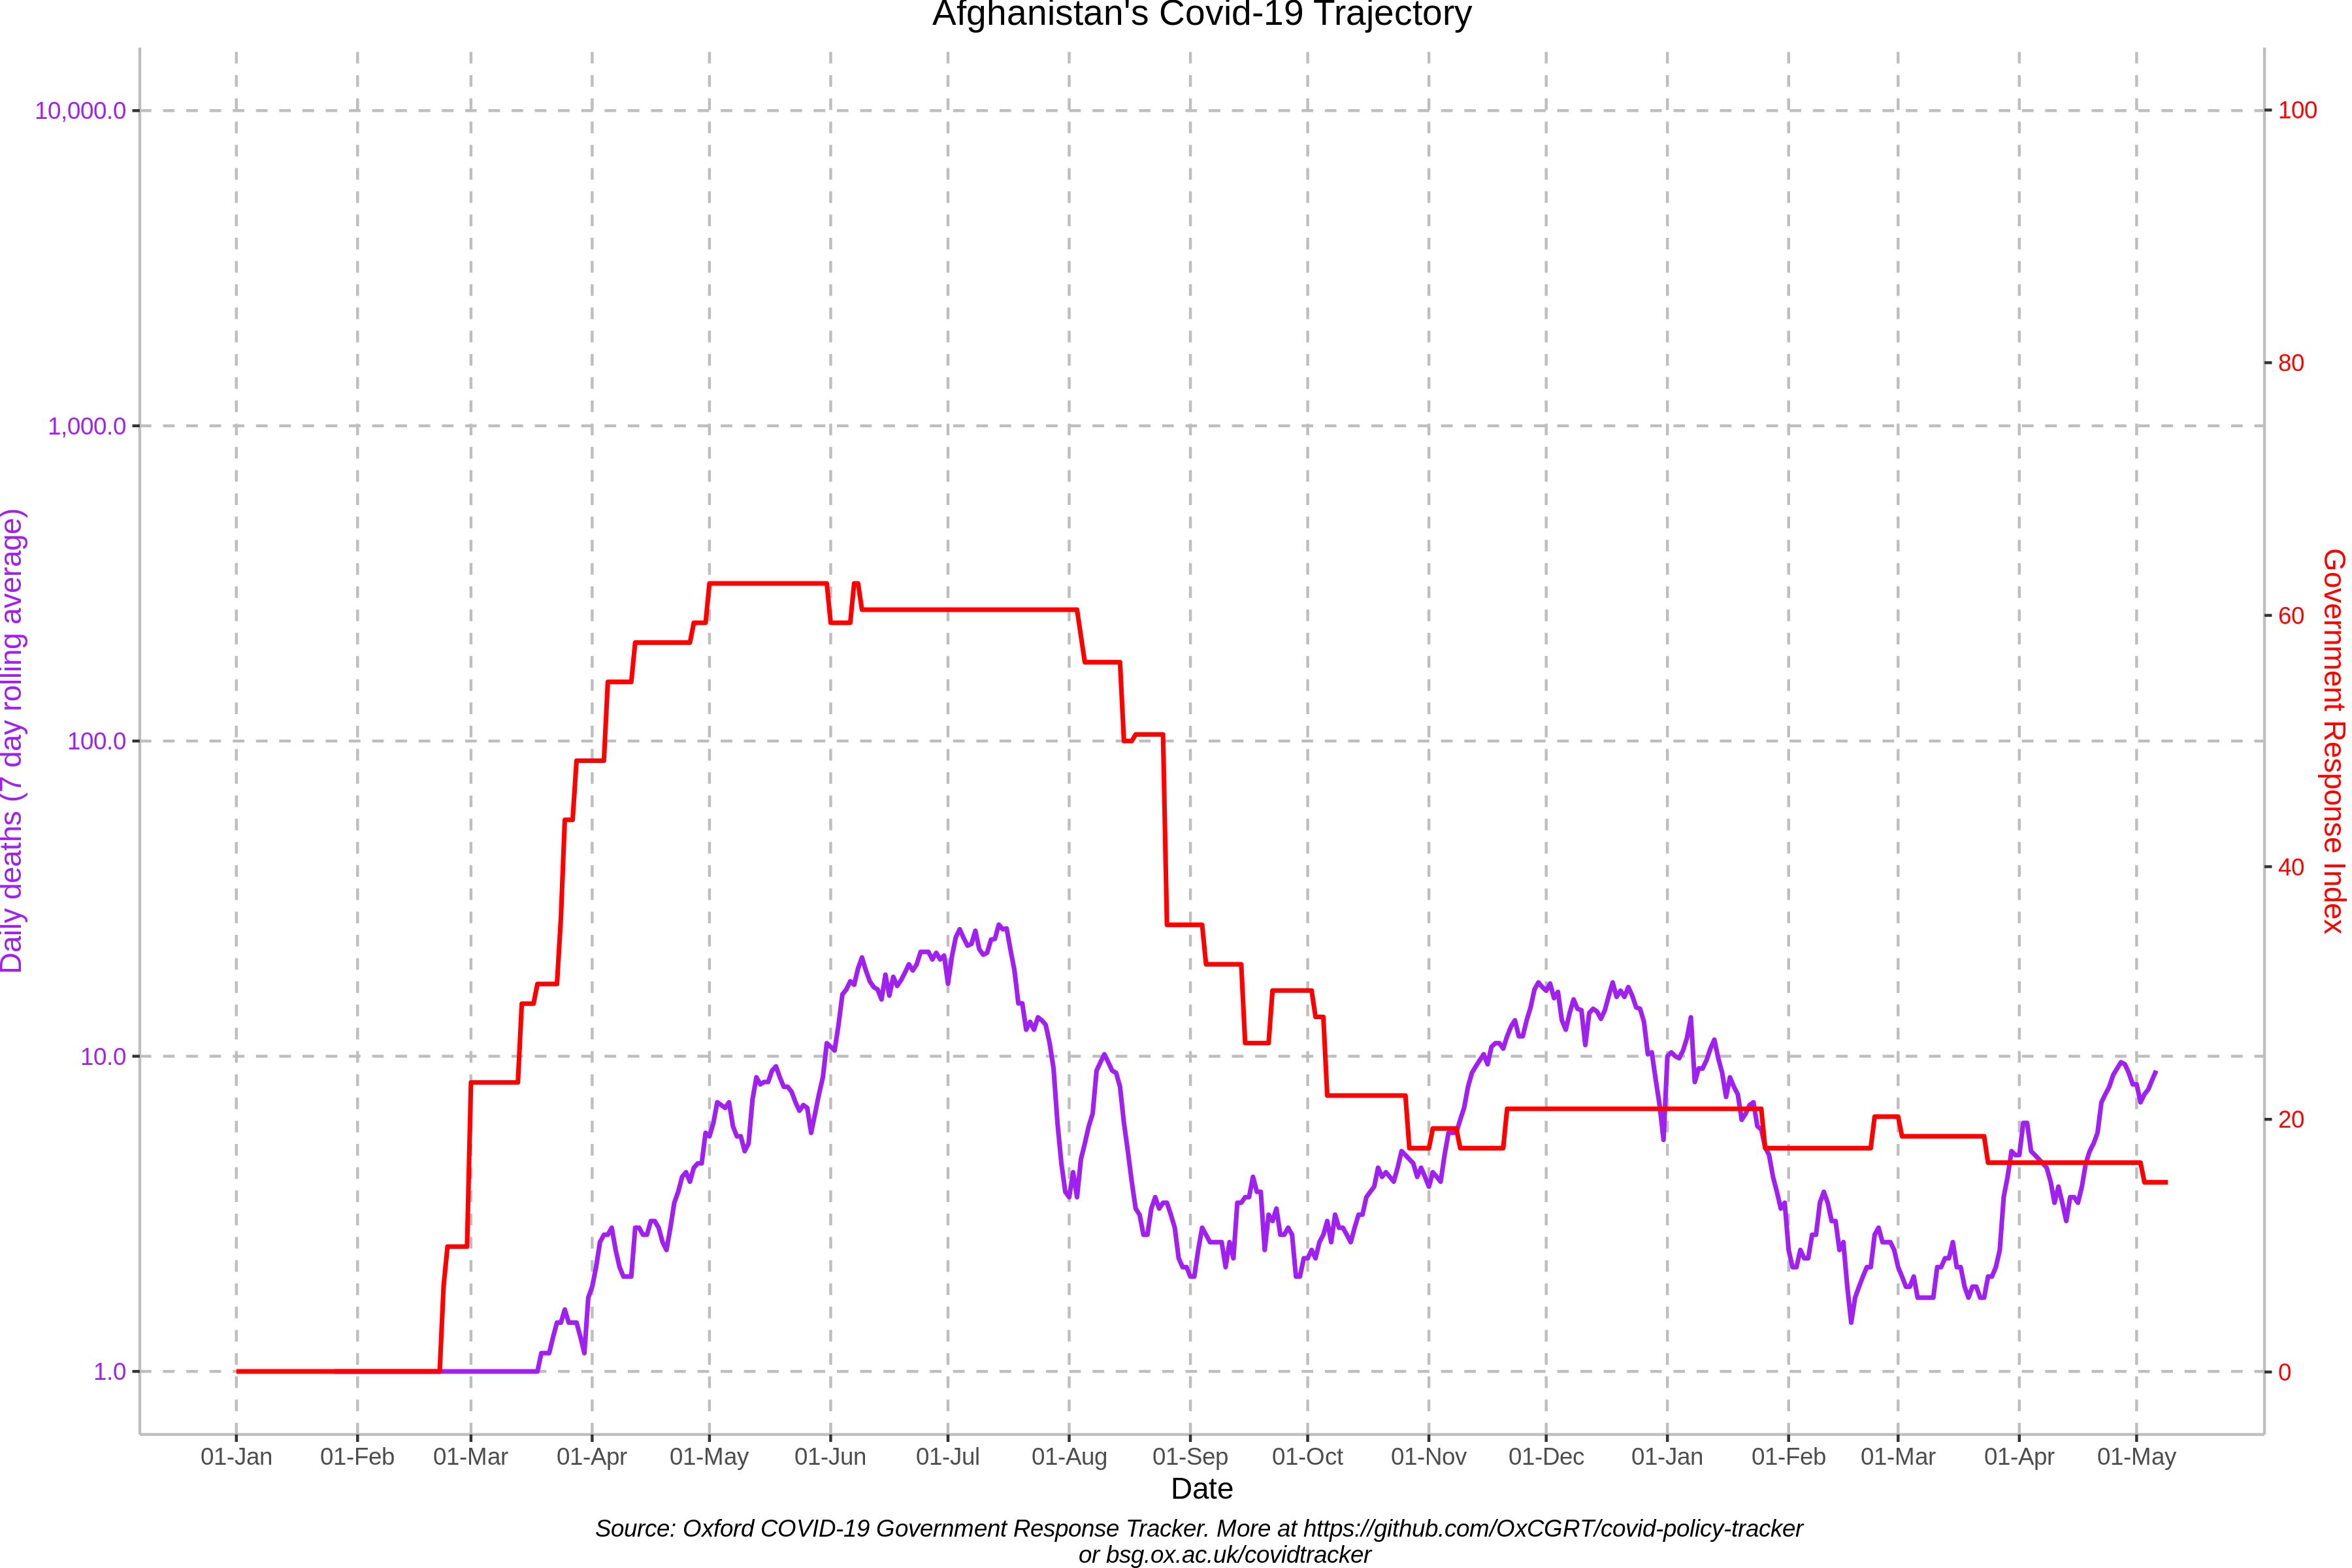 Afghanistan's Covid-19 Trajectory
10,000.0
1,000.0
100.0
10.0
1.0
Daily deaths (7 day rolling average)
100
80
60
40
20
0
Government Response Index
01-Jan 01-Feb 01-Mar 01-Apr 01-May 01-Jun 01-Jul 01-Aug 01-Sep 01-Oct 01-Nov 01-Dec 01-Jan 01-Feb 01-Mar 01-Apr 01-May
Date
Source: Oxford COVID-19 Government Response Tracker. More at https://github.com/OxCGRT/covid-policy-tracker
or bsg.ox.ac.uk/covidtracker